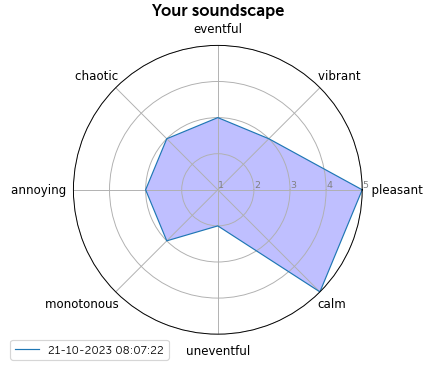 Your soundscape
eventful
chaotic
vibrant
annoying
1 2 3 4 5
pleasant
monotonous
calm
uneventful
21-10-2023 08:07:22